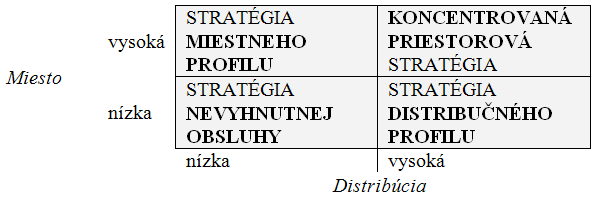 STRATÉGIA
MIESTNEHO
PROFILU
KONCENTROVANÁ
PRIESTOROVÁ
STRATÉGIA
vysoká
Miesto
nízka
STRATÉGIA
NEVYHNUTNEJ
OBSLUHY
STRATÉGIA
DISTRIBUČNÉHO
PROFILU
nízka
vysoká
Distribúcia